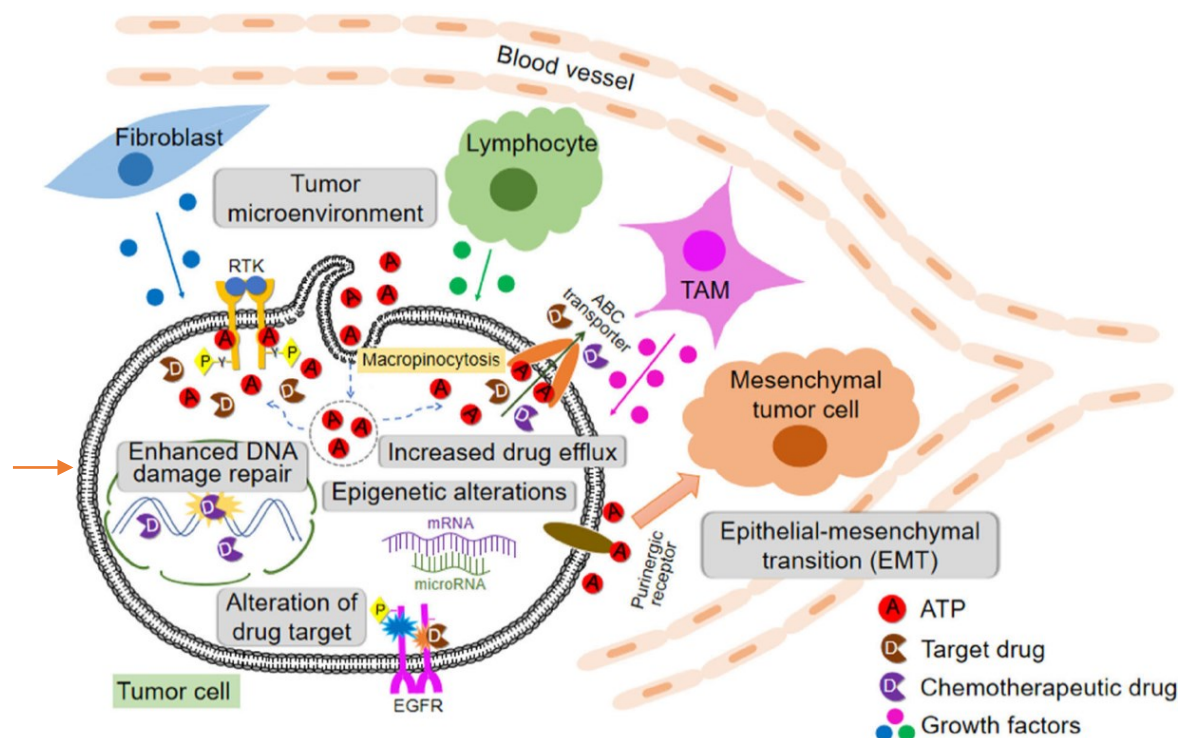 Blood vessel
Fibroblast
Lymphocyte
Tumor
microenvironment
RTK
TAM
A
A
A
A
A
ABC
transporter
D
D
A
A
P
Y
Y
P
D
A
A
D
A
D
Macropinocytosis
A
A
D
A
A
D
A
A
A
Mesenchymal
tumor cell
Enhanced DNA
damage repair
Increased drug efflux
Epigenetic alterations
D
D
D
mRNA
microRNA
A
A
A
Purinergic
receptor
Epithelial-mesenchymal
transition (EMT)
Alteration of
drug target
P
D
EGFR
Tumor cell
A ATP
D Target drug
D Chemotherapeutic drug
Growth factors